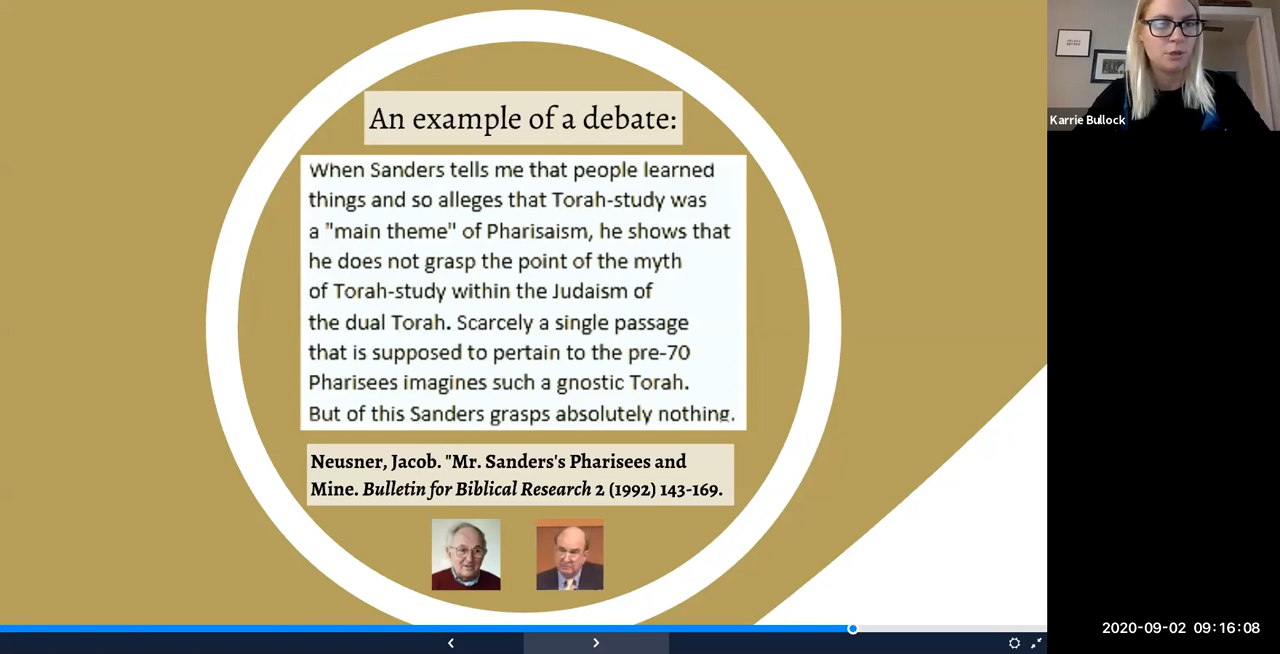 An example of a debate:
When Sanders tells me that people learned
things and so alleges that Torah-study was
a "main theme" of Pharisaism, he shows that
he does not grasp the point of the myth
of Torah-study within the Judaism of
the dual Torah. Scarcely a single passage
that is supposed to pertain to the pre-70
Pharisees imagines such a gnostic Torah.
But of this Sanders grasps absolutely nothing.
Neusner, Jacob. "Mr. Sanders's Pharisees and
Mine. Bulletin for Biblical Research 2 (1992) 143-169.
Karrie Bullock
2020-09-02 09:16:08